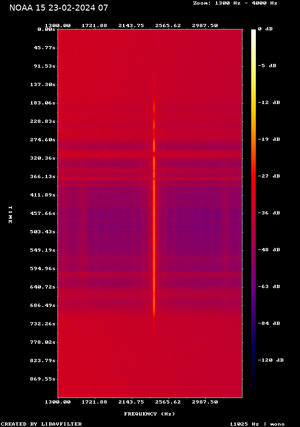 NOAA 15 23-02-2024 07
Zoom: 1300 Hz - 4000 Hz
1300.00 1721.88 2143.75 2565.62 2987.50
0.00s
45.77s
91.53s
137.30s
183.06s
228.83s
274.60s
320.36s
366.13s
411.89s
457.66s
503.43s
549.19s
594.96s
640.72s
686.49s
732.26s
778.02s
823.79s
869.55s
TIME
0 dB
-5 dB
-12 dB
-19 dB
-27 dB
-36 dB
-48 dB
-63 dB
-84 dB
-120 dB
1300.00 1721.88 2143.75 2565.62 2987.50
FREQUENCY (Hz)
CREATED BY LIBAVFILTER
11025 Hz | mono